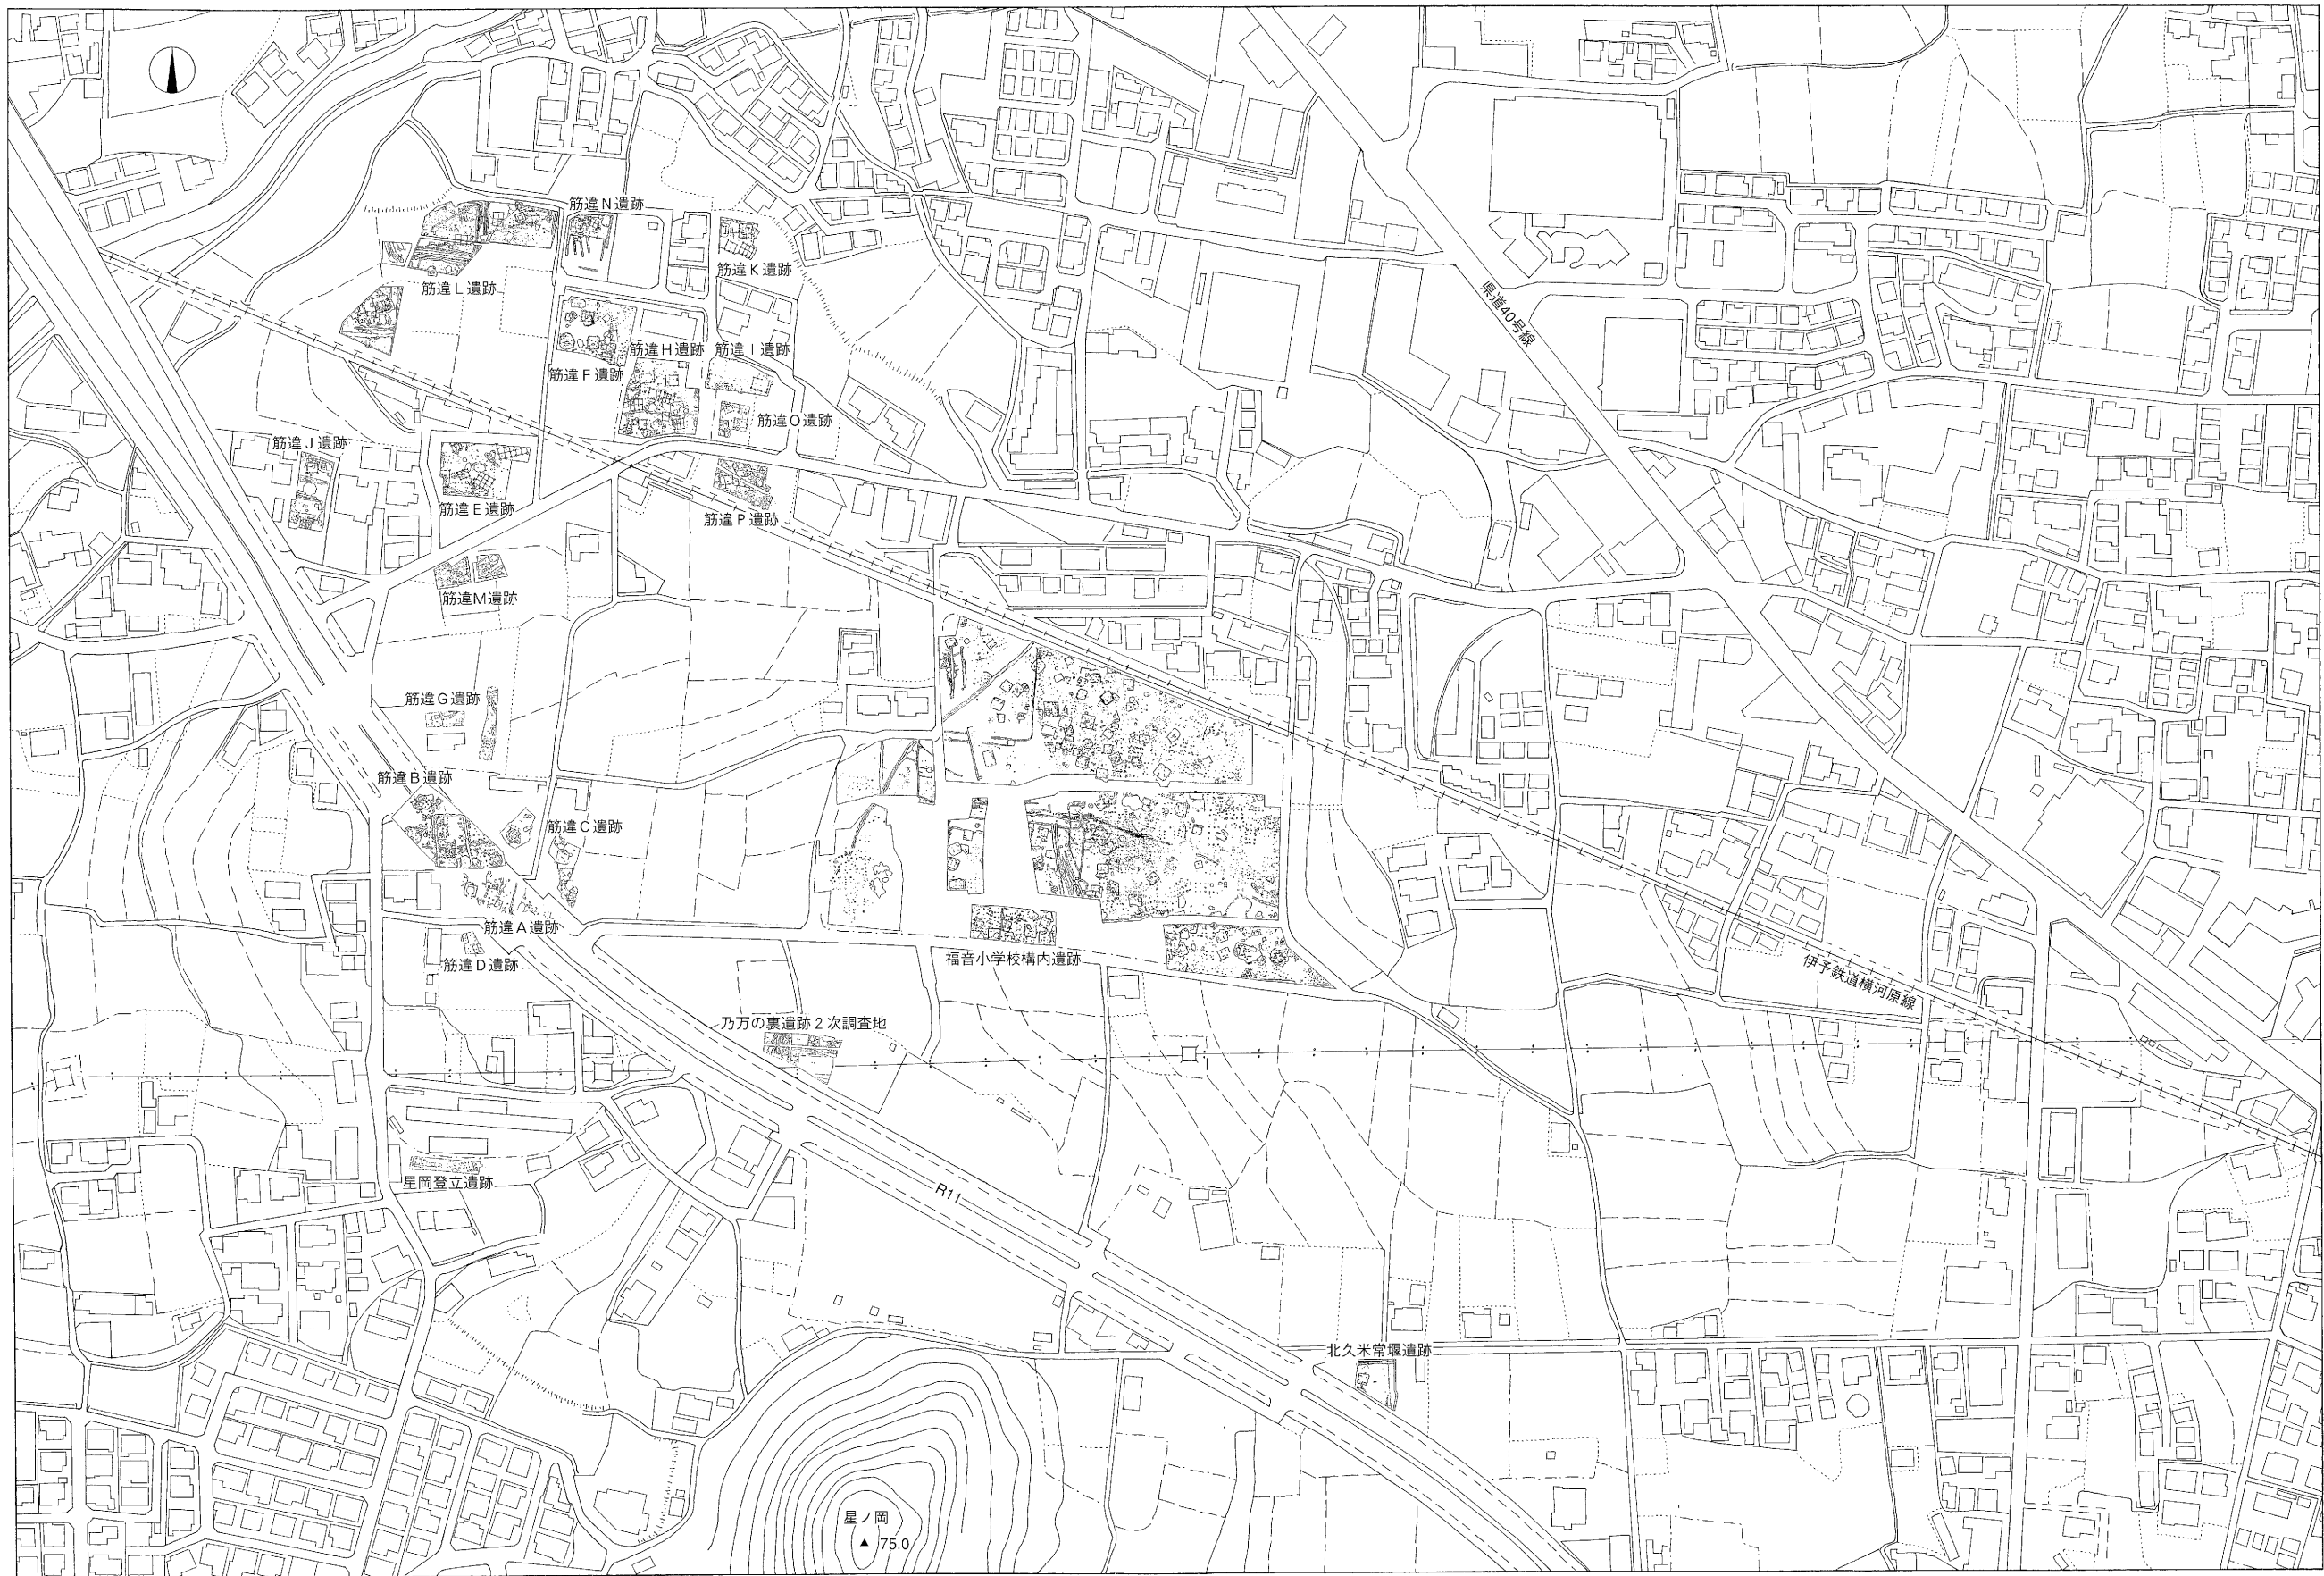 筋違N遺跡
筋違K遺跡
筋違L遺跡
県道40号線
筋違H遺跡
筋違I遺跡
筋違F遺跡
筋違O遺跡
筋違J遺跡
筋違E遺跡
筋違P遺跡
筋違M遺跡
筋違G遺跡
筋違B遺跡
筋違C遺跡
筋違A遺跡
筋違D遺跡
福音小学校構内遺跡
伊予鉄道横河原線
乃万の裏遺跡2次調査地
星岡登立遺跡
R11
北久米常堰遺跡
星ノ岡
▲ 75.0